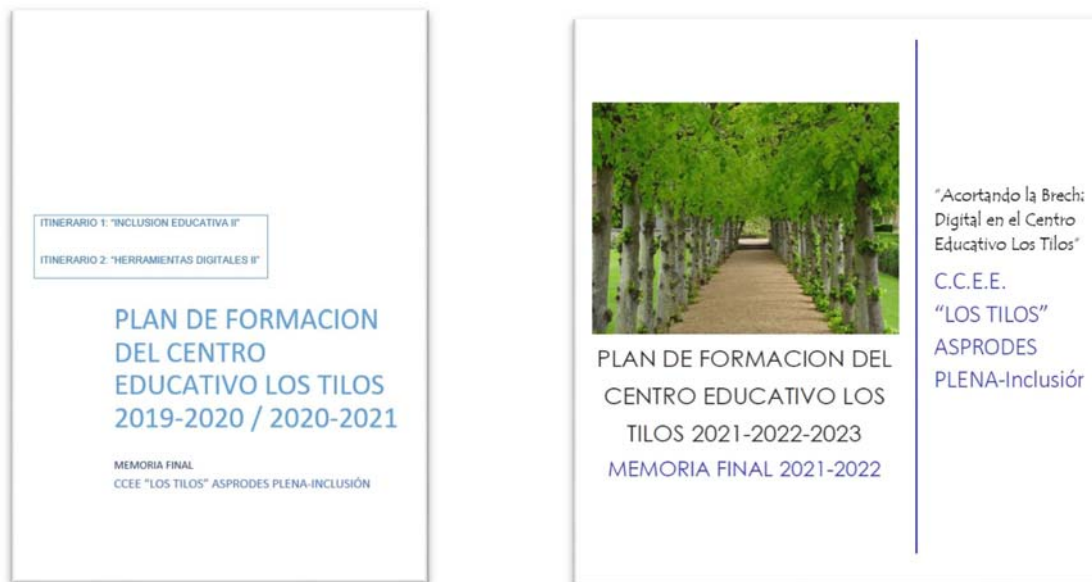 ITINERARIO 1: "INCLUSION EDUCATIVA II"
ITINERARIO 2: "HERRAMIENTAS DIGITALES II"
PLAN DE FORMACION
DEL CENTRO
EDUCATIVO LOS TILOS
2019-2020 / 2020-2021
MEMORIA FINAL
CCEE "LOS TILOS" ASPRODES PLENA-INCLUSIÓN
PLAN DE FORMACION DEL
CENTRO EDUCATIVO LOS
TILOS 2021-2022-2023
MEMORIA FINAL 2021-2022
"Acortando la
Digital en el Centro
Educativo Los Tilos"
C.C.E.E.
"LOS TILOS"
ASPRODES
PLENA-Inclusión